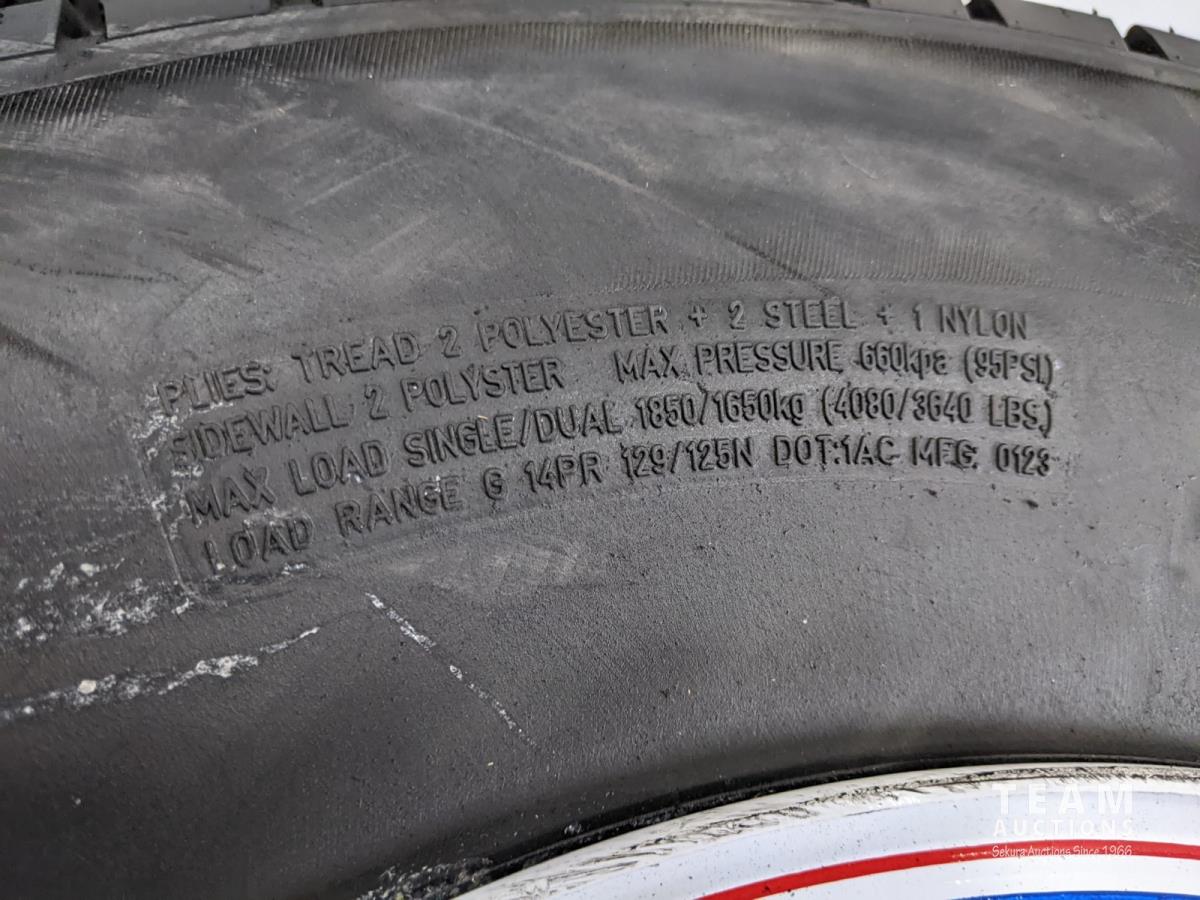 PLIES: TREAD 2 POLYESTER + 2 STEEL + 1 NYLON
SIDEWALL 2 POLYSTER MAX. PRESSURE 660kpa (95PSI.)
MAX LOAD SINGLE/DUAL 1850/1650kg (4080/3640 LBS.)
LOAD RANGE G 14PR 129/125N DOT:1AC MFG. 0123
TEAM
AUCTIONS
Sekura Auctions Since 1966